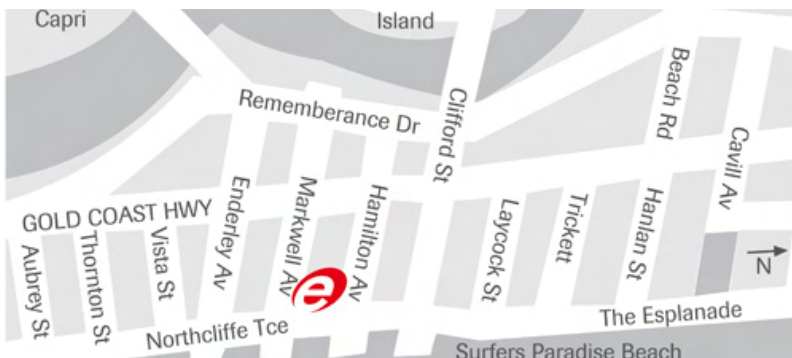 Capri
Island
Rememberance Dr
Clifford St
Beach Rd
Cavill Av
GOLD COAST HWY
Enderley Av
Markwell Av
Hamilton Av
Laycock St
Trickett
Hanlan St
Aubrey St
Thornton St
Vista St
e
N
Northcliffe Tce
The Esplanade
Surfers Paradise Beach